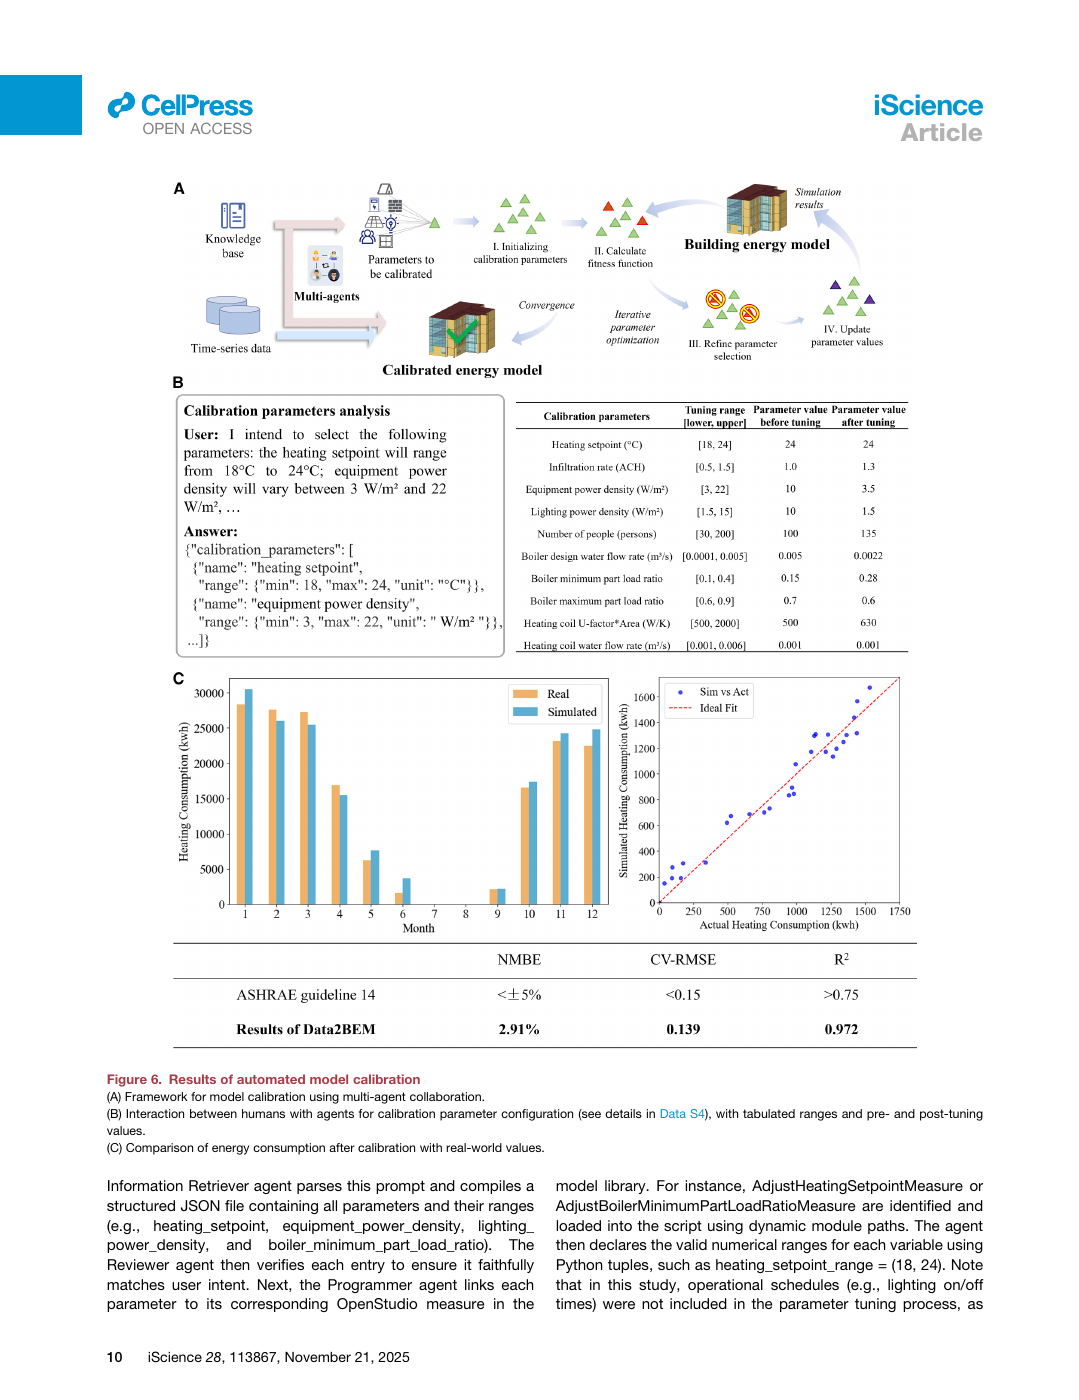 CellPress
OPEN ACCESS
iScience
Article
A
Knowledge
base
Time-series data
Multi-agents
Parameters to
be calibrated
I. Initializing
calibration parameters
II. Calculate
fitness function
Building energy model
Simulation
results
Convergence
Iterative
parameter
optimization
III. Refine parameter
selection
IV. Update
parameter values
Calibrated energy model
B
Calibration parameters analysis
User: I intend to select the following
parameters: the heating setpoint will range
from 18°C to 24°C; equipment power
density will vary between 3 W/m² and 22
W/m², …
Answer:
{"calibration_parameters": [
{"name": "heating setpoint",
"range": {"min": 18, "max": 24, "unit": "°C"}},
{"name": "equipment power density",
"range": {"min": 3, "max": 22, "unit": " W/m² "}},
...]}
Calibration parameters Tuning range [lower, upper] Parameter value before tuning Parameter value after tuning
Heating setpoint (°C) [18, 24] 24 24
Infiltration rate (ACH) [0.5, 1.5] 1.0 1.3
Equipment power density (W/m²) [3, 22] 10 3.5
Lighting power density (W/m²) [1.5, 15] 10 1.5
Number of people (persons) [30, 200] 100 135
Boiler design water flow rate (m³/s) [0.0001, 0.005] 0.005 0.0022
Boiler minimum part load ratio [0.1, 0.4] 0.15 0.28
Boiler maximum part load ratio [0.6, 0.9] 0.7 0.6
Heating coil U-factor*Area (W/K) [500, 2000] 500 630
Heating coil water flow rate (m³/s) [0.001, 0.006] 0.001 0.001
C
Heating Consumption (kwh)
30000
25000
20000
15000
10000
5000
0
1 2 3 4 5 6 7 8 9 10 11 12
Month
Real
Simulated
Simulated Heating Consumption (kwh)
1600
1400
1200
1000
800
600
400
200
0
0 250 500 750 1000 1250 1500 1750
Actual Heating Consumption (kwh)
Sim vs Act
Ideal Fit
NMBE CV-RMSE R²
ASHRAE guideline 14 <±5% <0.15 >0.75
Results of Data2BEM 2.91% 0.139 0.972
Figure 6. Results of automated model calibration
(A) Framework for model calibration using multi-agent collaboration.
(B) Interaction between humans with agents for calibration parameter configuration (see details in Data S4), with tabulated ranges and pre- and post-tuning
values.
(C) Comparison of energy consumption after calibration with real-world values.
Information Retriever agent parses this prompt and compiles a
structured JSON file containing all parameters and their ranges
(e.g., heating_setpoint, equipment_power_density, lighting_
power_density, and boiler_minimum_part_load_ratio). The
Reviewer agent then verifies each entry to ensure it faithfully
matches user intent. Next, the Programmer agent links each
parameter to its corresponding OpenStudio measure in the
model library. For instance, AdjustHeatingSetpointMeasure or
AdjustBoilerMinimumPartLoadRatioMeasure are identified and
loaded into the script using dynamic module paths. The agent
then declares the valid numerical ranges for each variable using
Python tuples, such as heating_setpoint_range = (18, 24). Note
that in this study, operational schedules (e.g., lighting on/off
times) were not included in the parameter tuning process, as
10 iScience 28, 113867, November 21, 2025